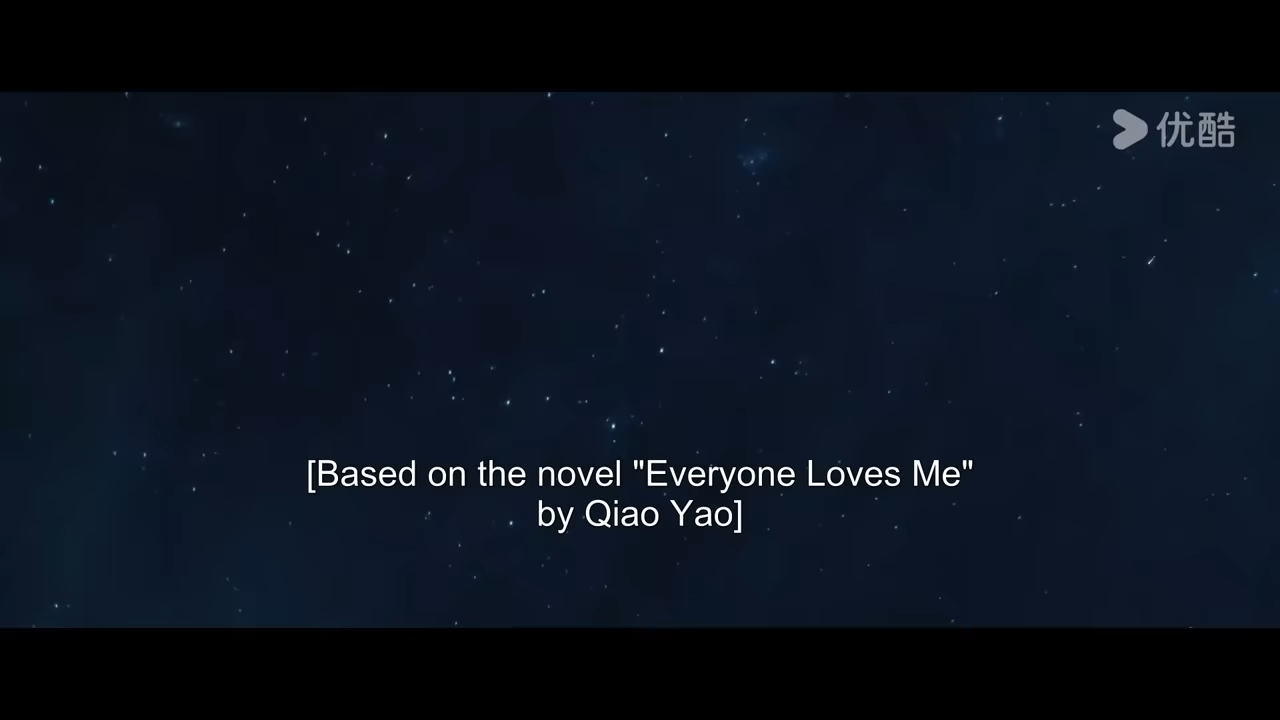 优酷
[Based on the novel "Everyone Loves Me"
by Qiao Yao]